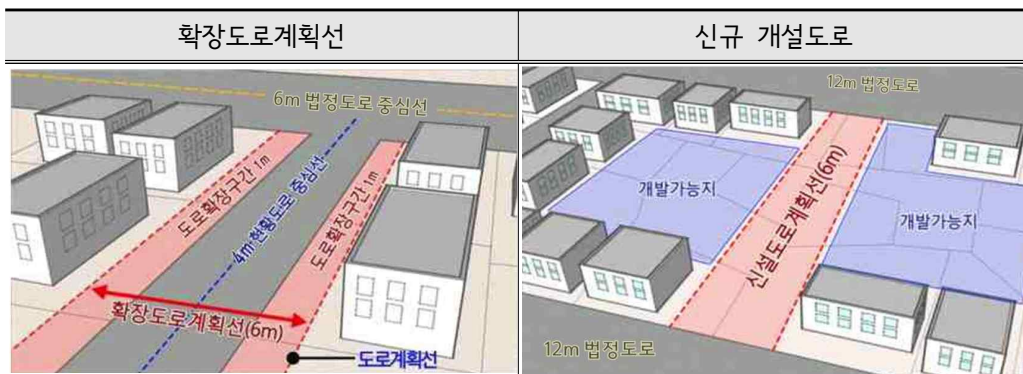 확장도로계획선
신규 개설도로
6m 법정도로 중심선
도로확장구간 1m
4m현황도로 중심선
도로확장구간 1m
확장도로계획선(6m)
도로계획선
12m 법정도로
개발가능지
신설도로계획선(6m)
개발가능지
12m 법정도로